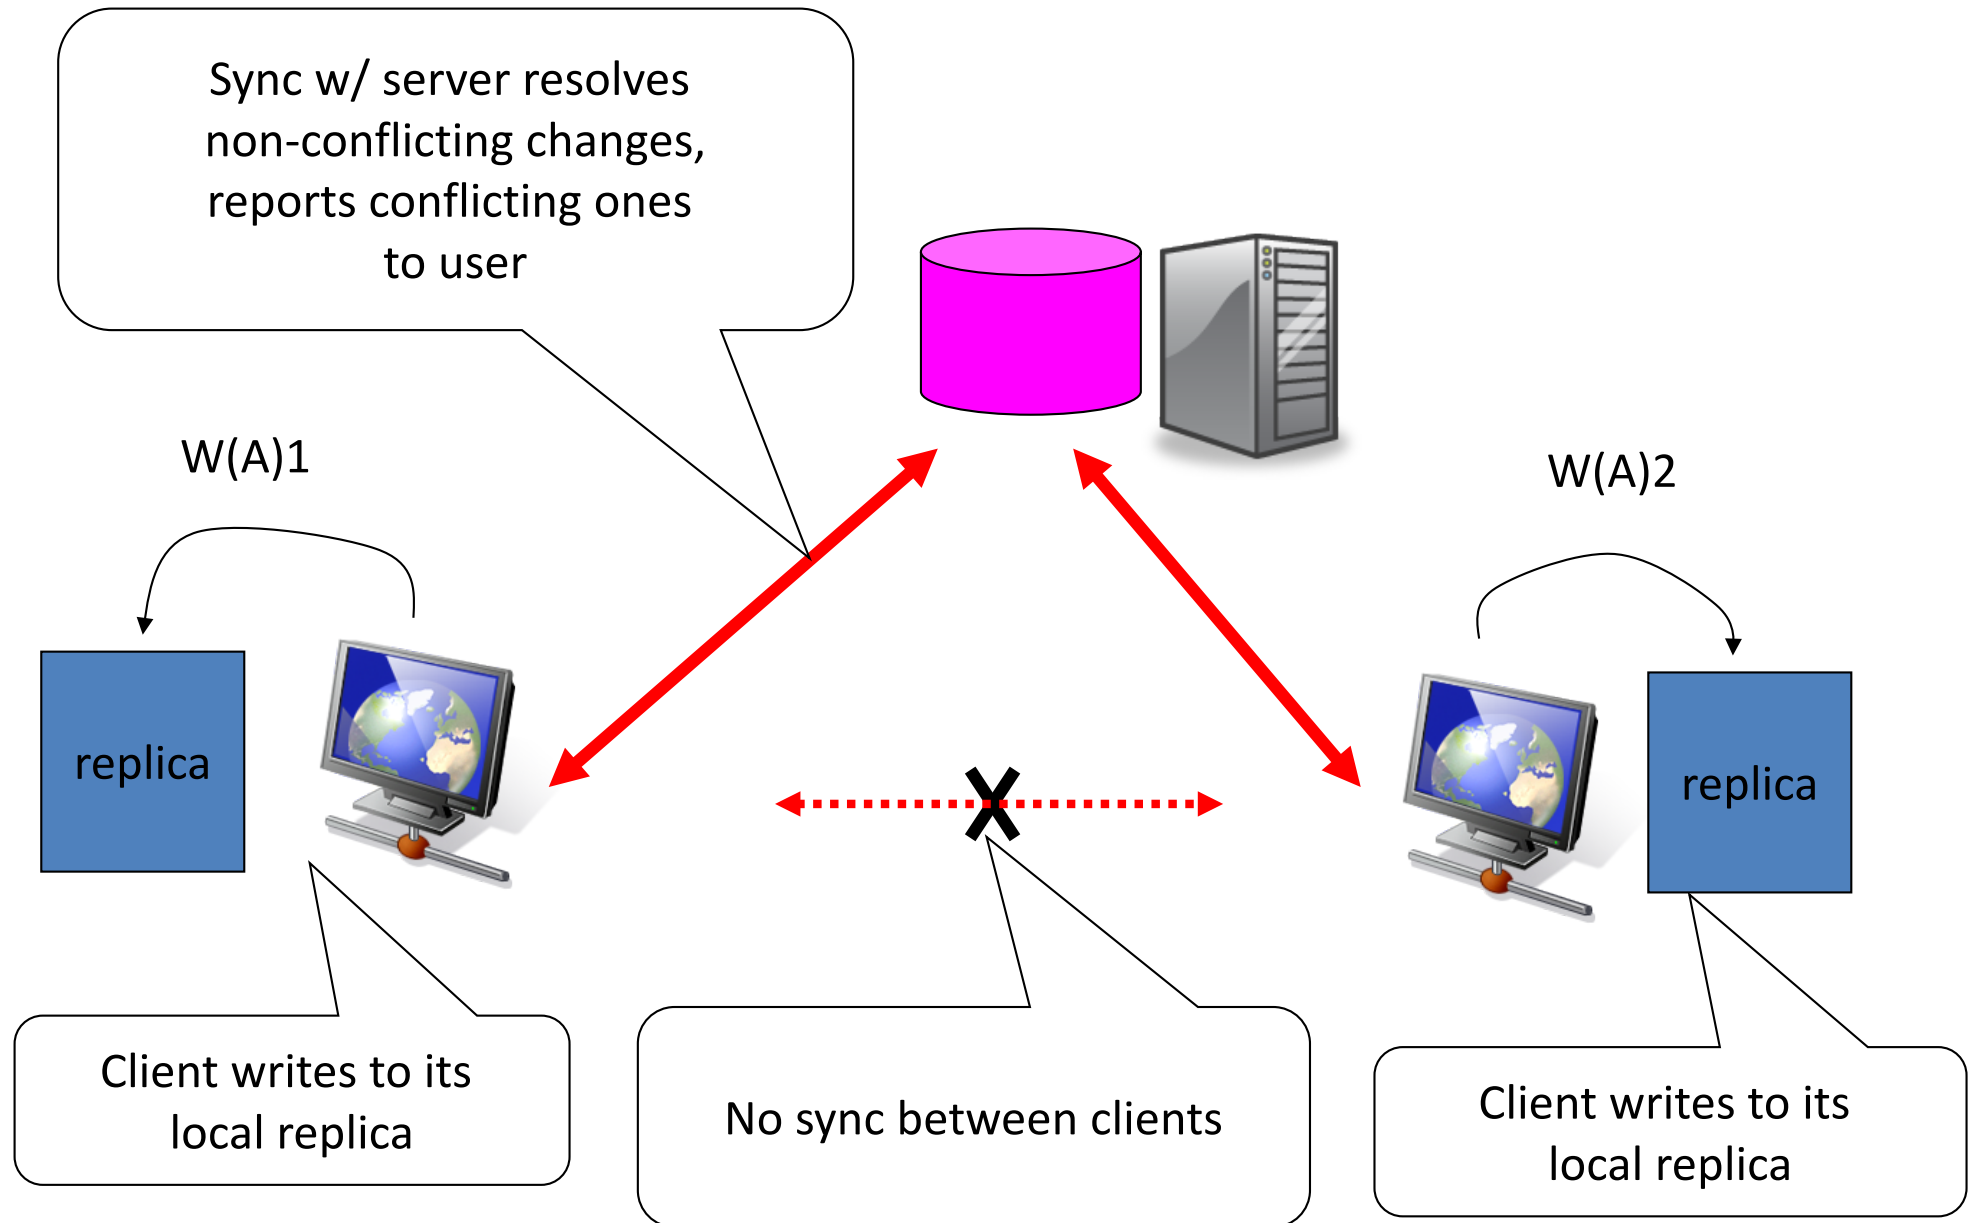 Sync w/ server resolves
non-conflicting changes,
reports conflicting ones
to user
W(A)1
W(A)2
replica
replica
Client writes to its
local replica
No sync between clients
Client writes to its
local replica